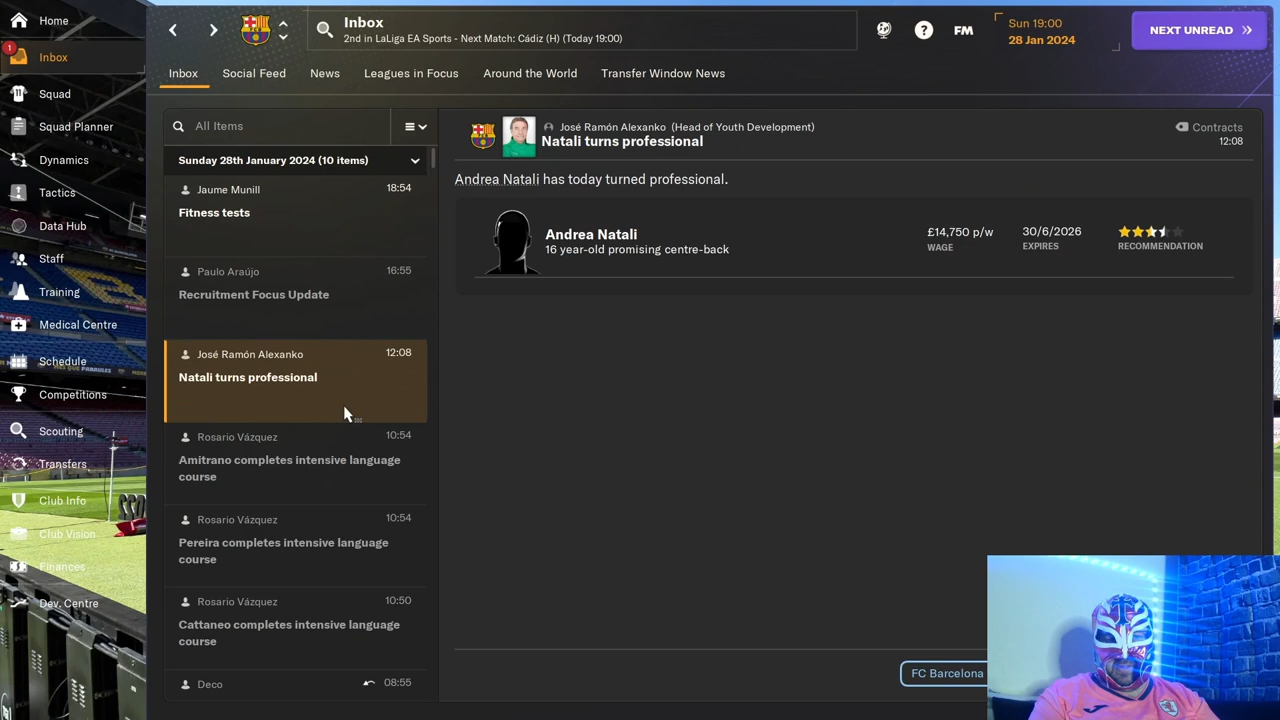 Home
1
Inbox
Squad
Squad Planner
Dynamics
Tactics
Data Hub
Staff
Training
Medical Centre
Schedule
Competitions
Scouting
Transfers
Club Info
Club Vision
Finances
Dev. Centre
Inbox
2nd in LaLiga EA Sports - Next Match: Cádiz (H) (Today 19:00)
?
FM
Sun 19:00
28 Jan 2024
NEXT UNREAD
Inbox
Social Feed
News
Leagues in Focus
Around the World
Transfer Window News
All Items
Sunday 28th January 2024 (10 items)
Jaume Munill 18:54
Fitness tests
Paulo Araújo 16:55
Recruitment Focus Update
José Ramón Alexanko 12:08
Natali turns professional
Rosario Vázquez 10:54
Amitrano completes intensive language
course
Rosario Vázquez 10:54
Pereira completes intensive language
course
Rosario Vázquez 10:50
Cattaneo completes intensive language
course
Deco 08:55
José Ramón Alexanko (Head of Youth Development)
Natali turns professional
Contracts
12:08
Andrea Natali has today turned professional.
Andrea Natali
16 year-old promising centre-back
£14,750 p/w
WAGE
30/6/2026
EXPIRES
RECOMMENDATION
FC Barcelona